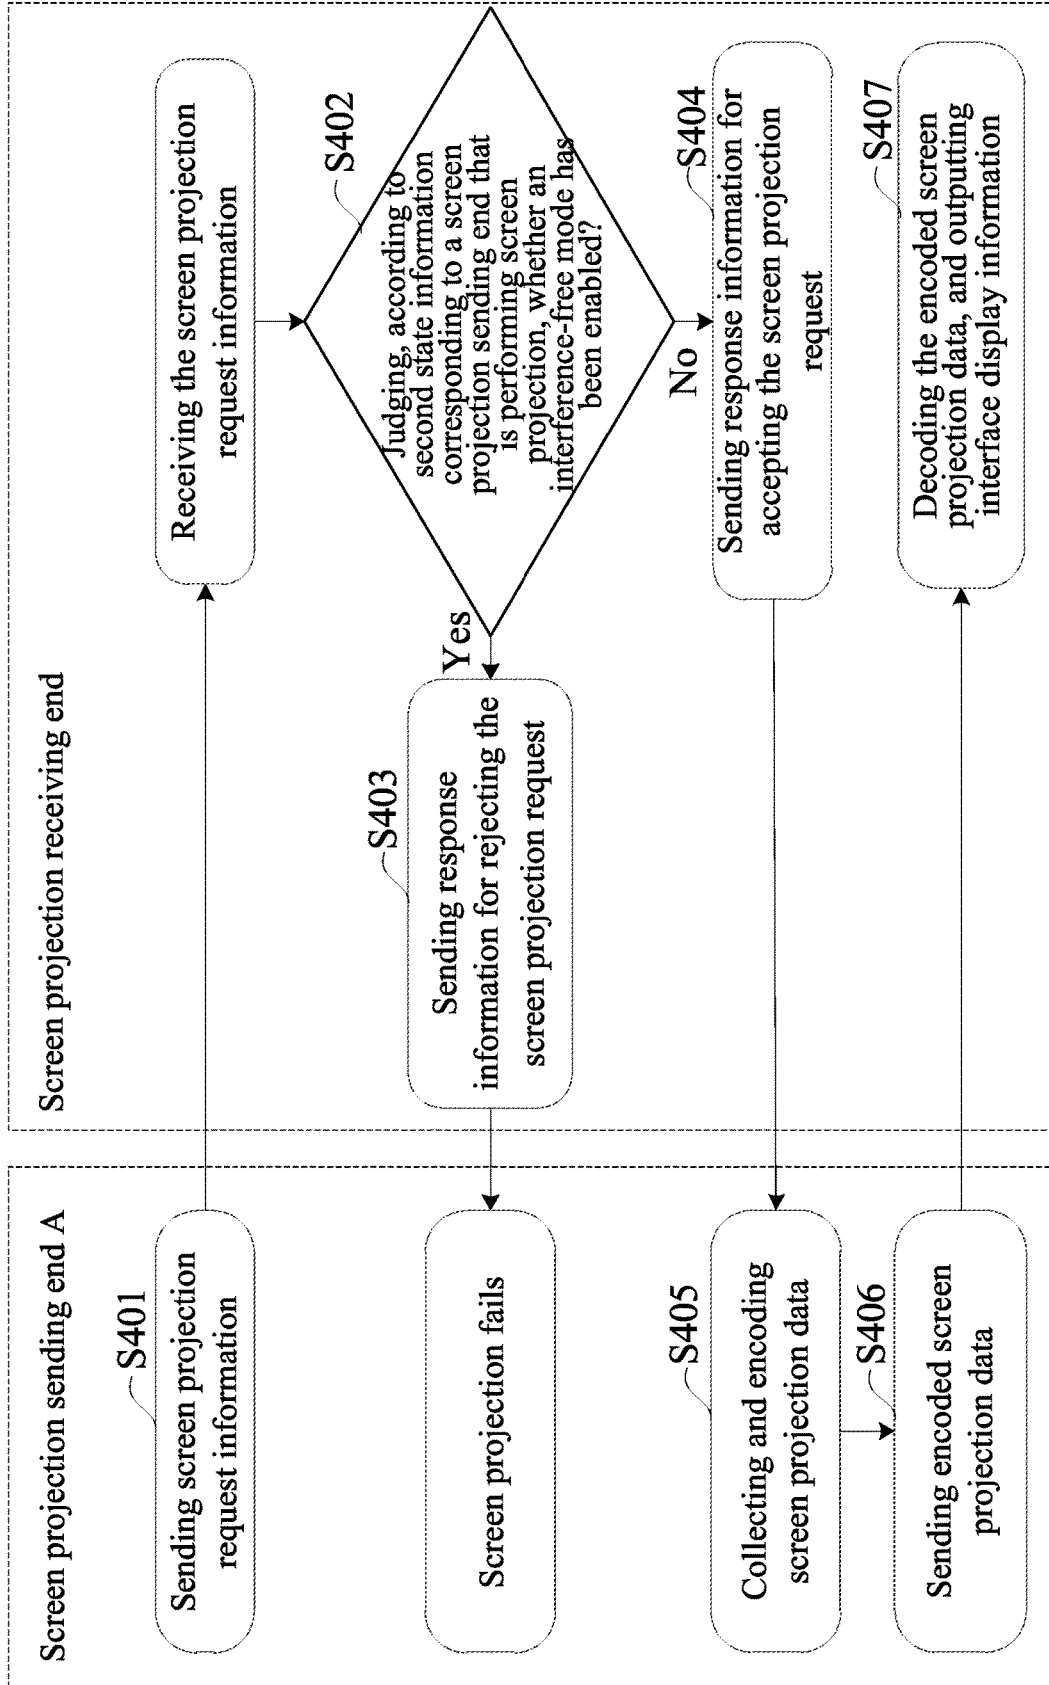 Screen projection sending end A
Screen projection receiving end
S401
Sending screen projection
request information
Receiving the screen projection
request information
S402
Judging, according to
second state information
corresponding to a screen
projection sending end that
is performing screen
projection, whether an
interference-free mode has
been enabled?
Yes
No
S403
Sending response
information for rejecting the
screen projection request
Screen projection fails
S404
Sending response information for
accepting the screen projection
request
S405
Collecting and encoding
screen projection data
S406
Sending encoded screen
projection data
S407
Decoding the encoded screen
projection data, and outputting
interface display information